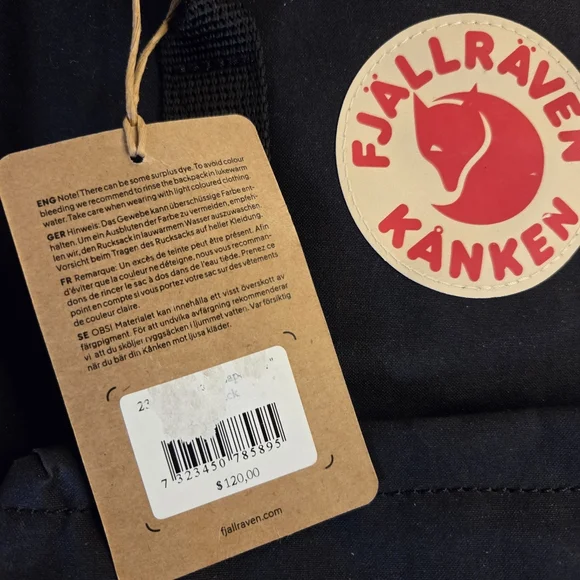 FJÄLLRÄVEN
KÅNKEN
ENG Note! There can be some surplus dye. To avoid colour
bleeding we recommend to rinse the backpack in lukewarm
water. Take care when wearing with light coloured clothing.
GER Hinweis: Das Gewebe kann überschüssige Farbe ent-
halten. Um ein Ausbluten der Farbe zu vermeiden, empfeh-
len wir, den Rucksack in lauwarmem Wasser auszuwaschen.
Vorsicht beim Tragen des Rucksacks auf heller Kleidung.
FR Remarque: Un excès de teinte peut être présent. Afin
d'éviter que la couleur ne déteigne, nous vous recomman-
dons de rincer le sac à dos dans de l'eau tiède. Prenez ce
point en compte si vous portez votre sac sur des vêtements
de couleur claire.
SE OBS! Materialet kan innehålla ett visst överskott av
färgpigment. För att undvika avfärgning rekommenderar
vi att du sköljer ryggsäcken i ljummet vatten. Var försiktig
när du bär din Kånken mot ljusa kläder.
7 323450 785895
$120,00
fjallraven.com